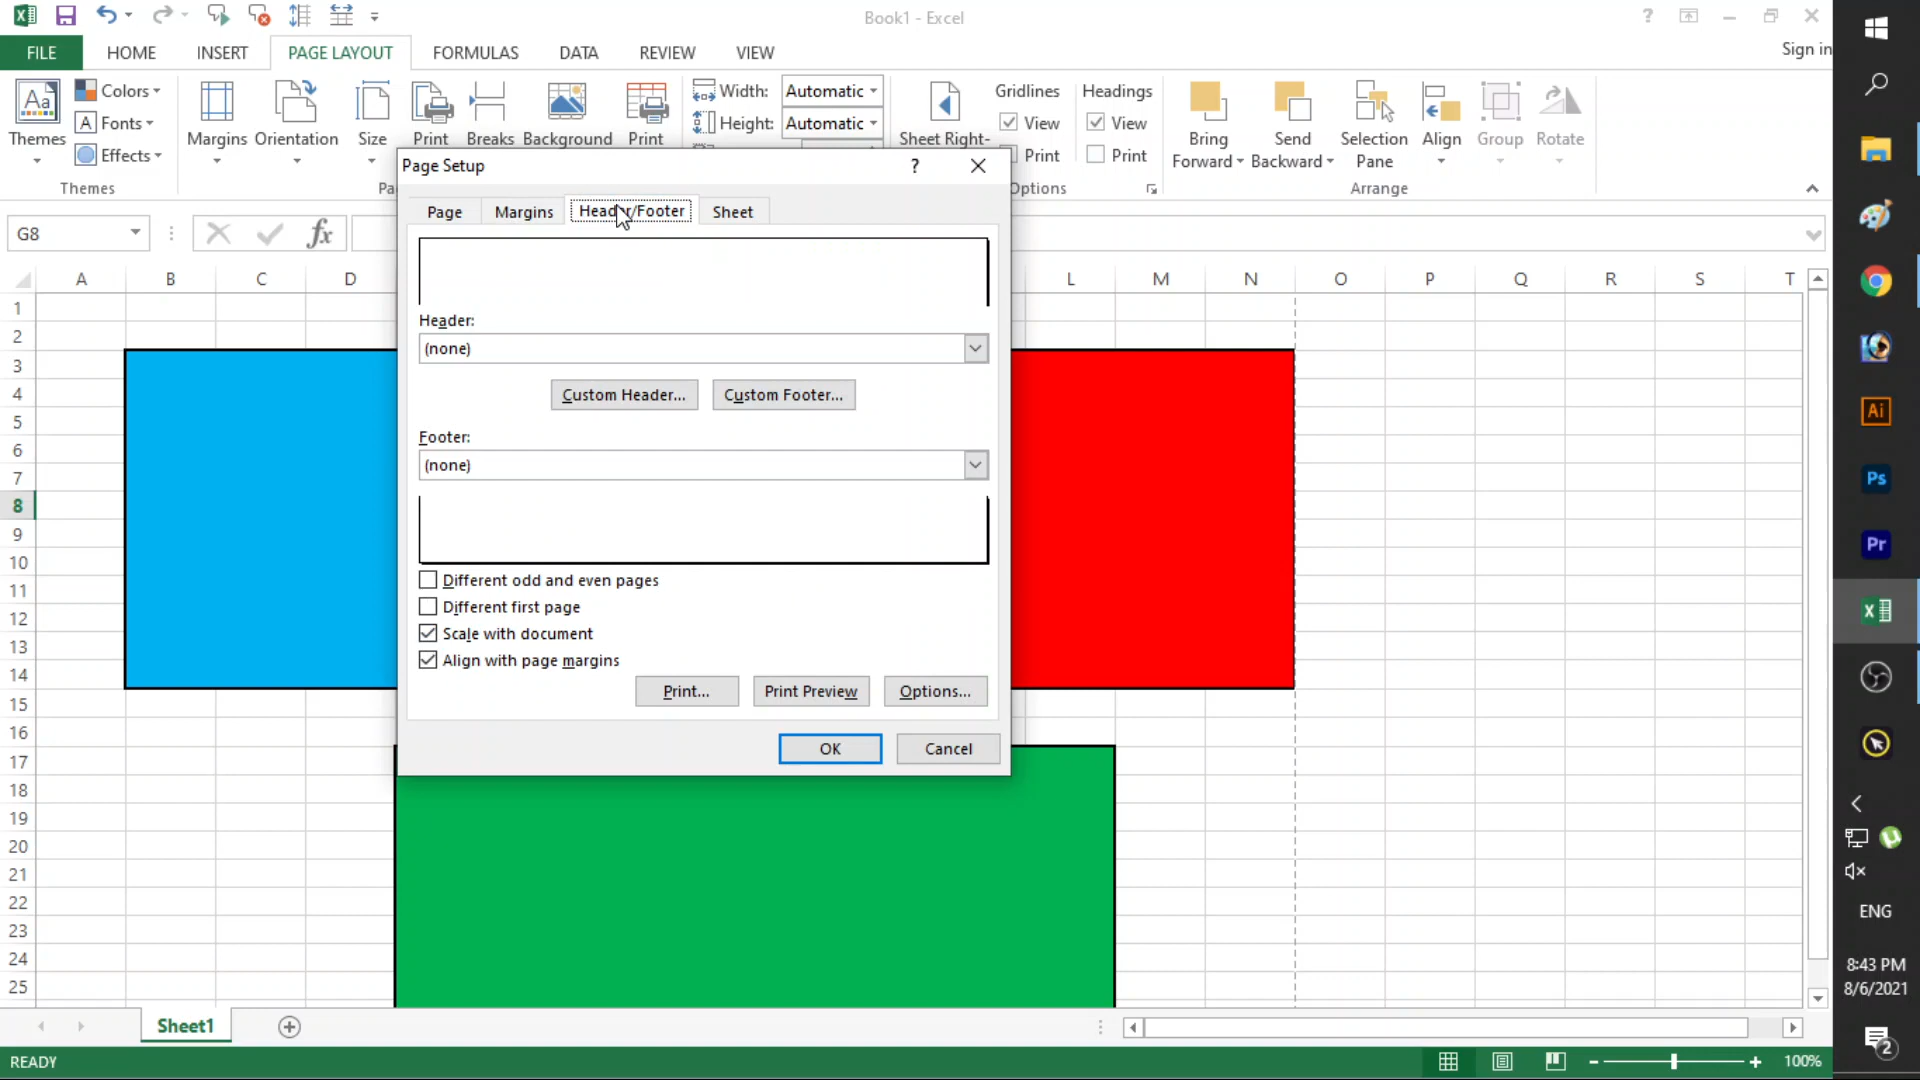 Book1 - Excel
?
FILE HOME INSERT PAGE LAYOUT FORMULAS DATA REVIEW VIEW Sign in
Aa Colors Width: Automatic Gridlines Headings
A Fonts Height: Automatic View View
Themes Effects Margins Orientation Size Print Breaks Background Print Sheet Right- Print Print Bring Forward Send Backward Selection Pane Align Group Rotate
Themes Pa Options Arrange
Page Setup ?
Page Margins Header/Footer Sheet
G8 fx
A B C D L M N O P Q R S T
1
2
3
4
5
6
7
8
9
10
11
12
13
14
15
16
17
18
19
20
21
22
23
24
25
Header:
(none)
Custom Header... Custom Footer...
Footer:
(none)
Different odd and even pages
Different first page
Scale with document
Align with page margins
Print... Print Preview Options...
OK Cancel
Sheet1
READY 100%
Ai
Ps
Pr
X
ENG
8:43 PM
8/6/2021
2